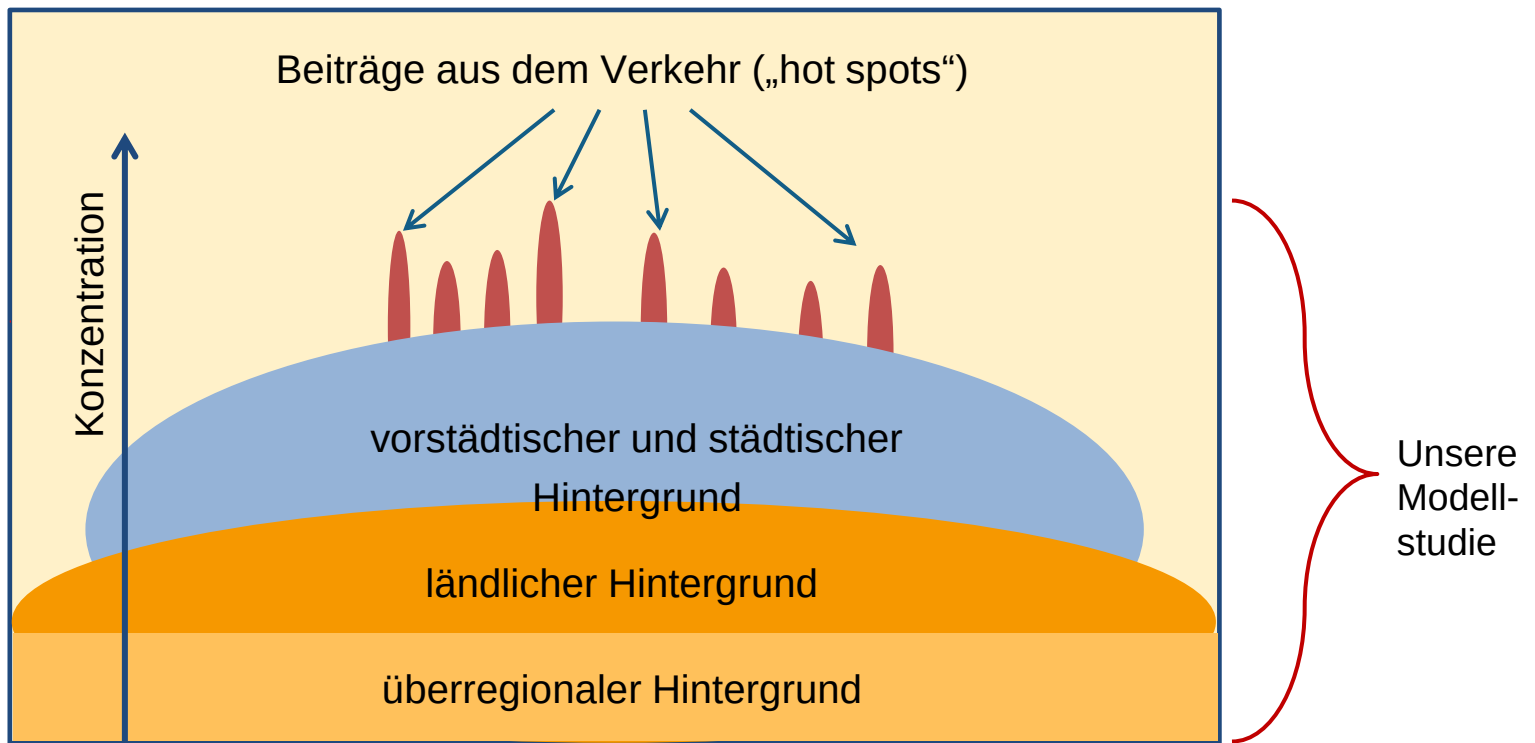 Beiträge aus dem Verkehr („hot spots“)
Konzentration
vorstädtischer und städtischer
Hintergrund
ländlicher Hintergrund
überregionaler Hintergrund
Unsere
Modell-
studie